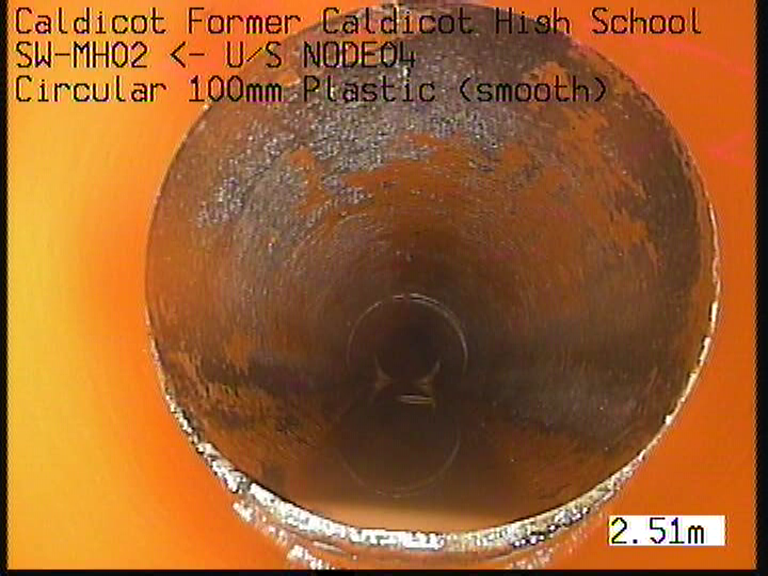 Caldicot Former Caldicot High School
SW-MH02 <- U/S NODE04
Circular 100mm Plastic (smooth)
2.51m